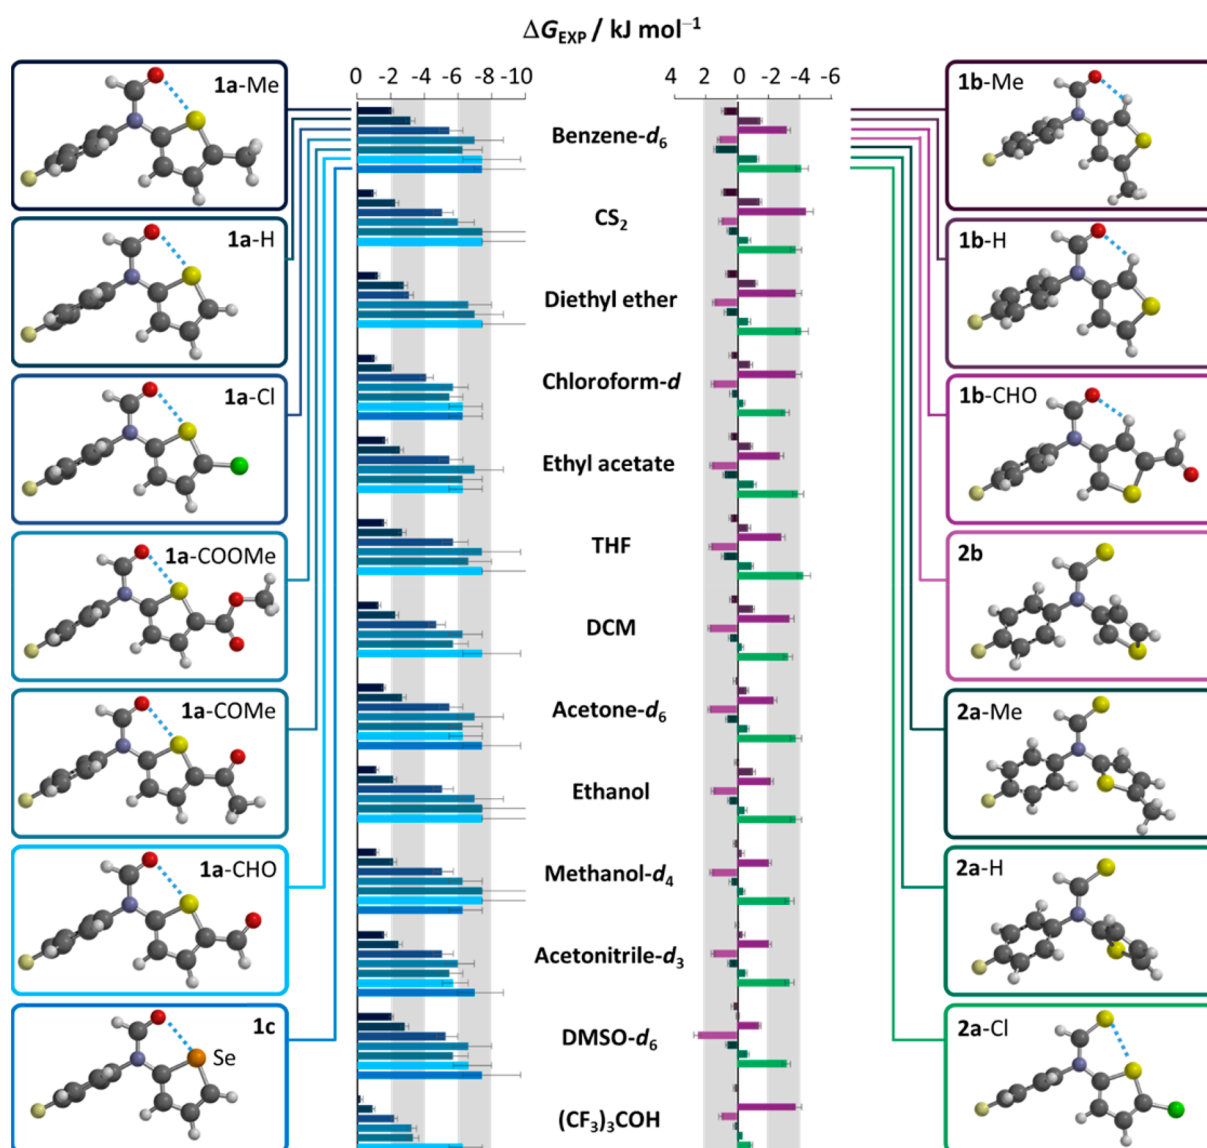 ΔG_EXP / kJ mol⁻¹
0 -2 -4 -6 -8 -10
4 2 0 -2 -4 -6
1a-Me
1a-H
1a-Cl
1a-COOMe
1a-COMe
1a-CHO
1c
Se
Benzene-d₆
CS₂
Diethyl ether
Chloroform-d
Ethyl acetate
THF
DCM
Acetone-d₆
Ethanol
Methanol-d₄
Acetonitrile-d₃
DMSO-d₆
(CF₃)₃COH
1b-Me
1b-H
1b-CHO
2b
2a-Me
2a-H
2a-Cl